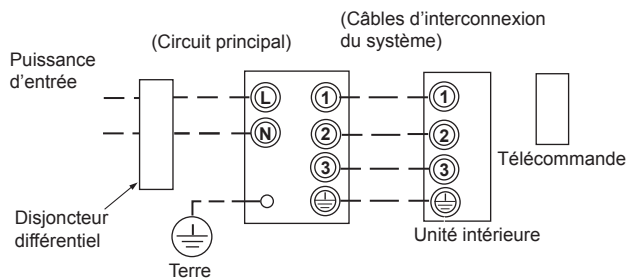 (Câbles d'interconnexion
du système)
(Circuit principal)
Puissance
d'entrée
L
1
1
N
2
2
3
3
Télécommande
Disjoncteur
différentiel
Terre
Unité intérieure